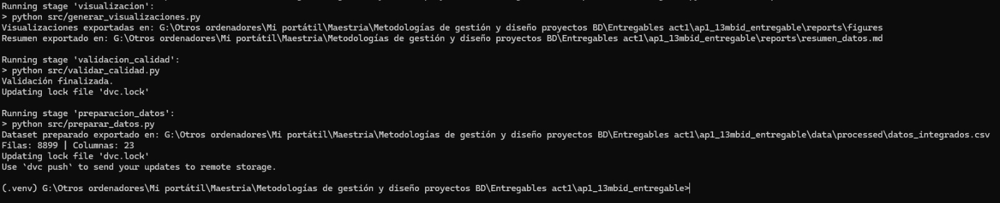 Running stage 'visualizacion':
> python src/generar_visualizaciones.py
Visualizaciones exportadas en: G:\Otros ordenadores\Mi portátil\Maestria\Metodologías de gestión y diseño proyectos BD\Entregables act1\ap1_13mbid_entregable\reports\figures
Resumen exportado en: G:\Otros ordenadores\Mi portátil\Maestria\Metodologías de gestión y diseño proyectos BD\Entregables act1\ap1_13mbid_entregable\reports\resumen_datos.md
Running stage 'validacion_calidad':
> python src/validar_calidad.py
Validación finalizada.
Updating lock file 'dvc.lock'
Running stage 'preparacion_datos':
> python src/preparar_datos.py
Dataset preparado exportado en: G:\Otros ordenadores\Mi portátil\Maestria\Metodologías de gestión y diseño proyectos BD\Entregables act1\ap1_13mbid_entregable\data\processed\datos_integrados.csv
Filas: 8899 | Columnas: 23
Updating lock file 'dvc.lock'
Use `dvc push` to send your updates to remote storage.
(.venv) G:\Otros ordenadores\Mi portátil\Maestria\Metodologías de gestión y diseño proyectos BD\Entregables act1\ap1_13mbid_entregable>